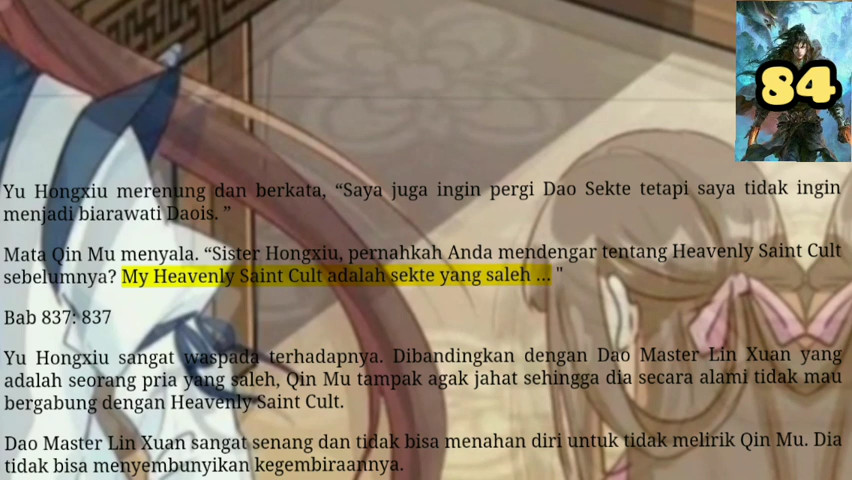 84
Yu Hongxiu merenung dan berkata, “Saya juga ingin pergi Dao Sekte tetapi saya tidak ingin
menjadi biarawati Daois. ”
Mata Qin Mu menyala. “Sister Hongxiu, pernahkah Anda mendengar tentang Heavenly Saint Cult
sebelumnya? My Heavenly Saint Cult adalah sekte yang saleh ... "
Bab 837: 837
Yu Hongxiu sangat waspada terhadapnya. Dibandingkan dengan Dao Master Lin Xuan yang
adalah seorang pria yang saleh, Qin Mu tampak agak jahat sehingga dia secara alami tidak mau
bergabung dengan Heavenly Saint Cult.
Dao Master Lin Xuan sangat senang dan tidak bisa menahan diri untuk tidak melirik Qin Mu. Dia
tidak bisa menyembunyikan kegembiraannya.